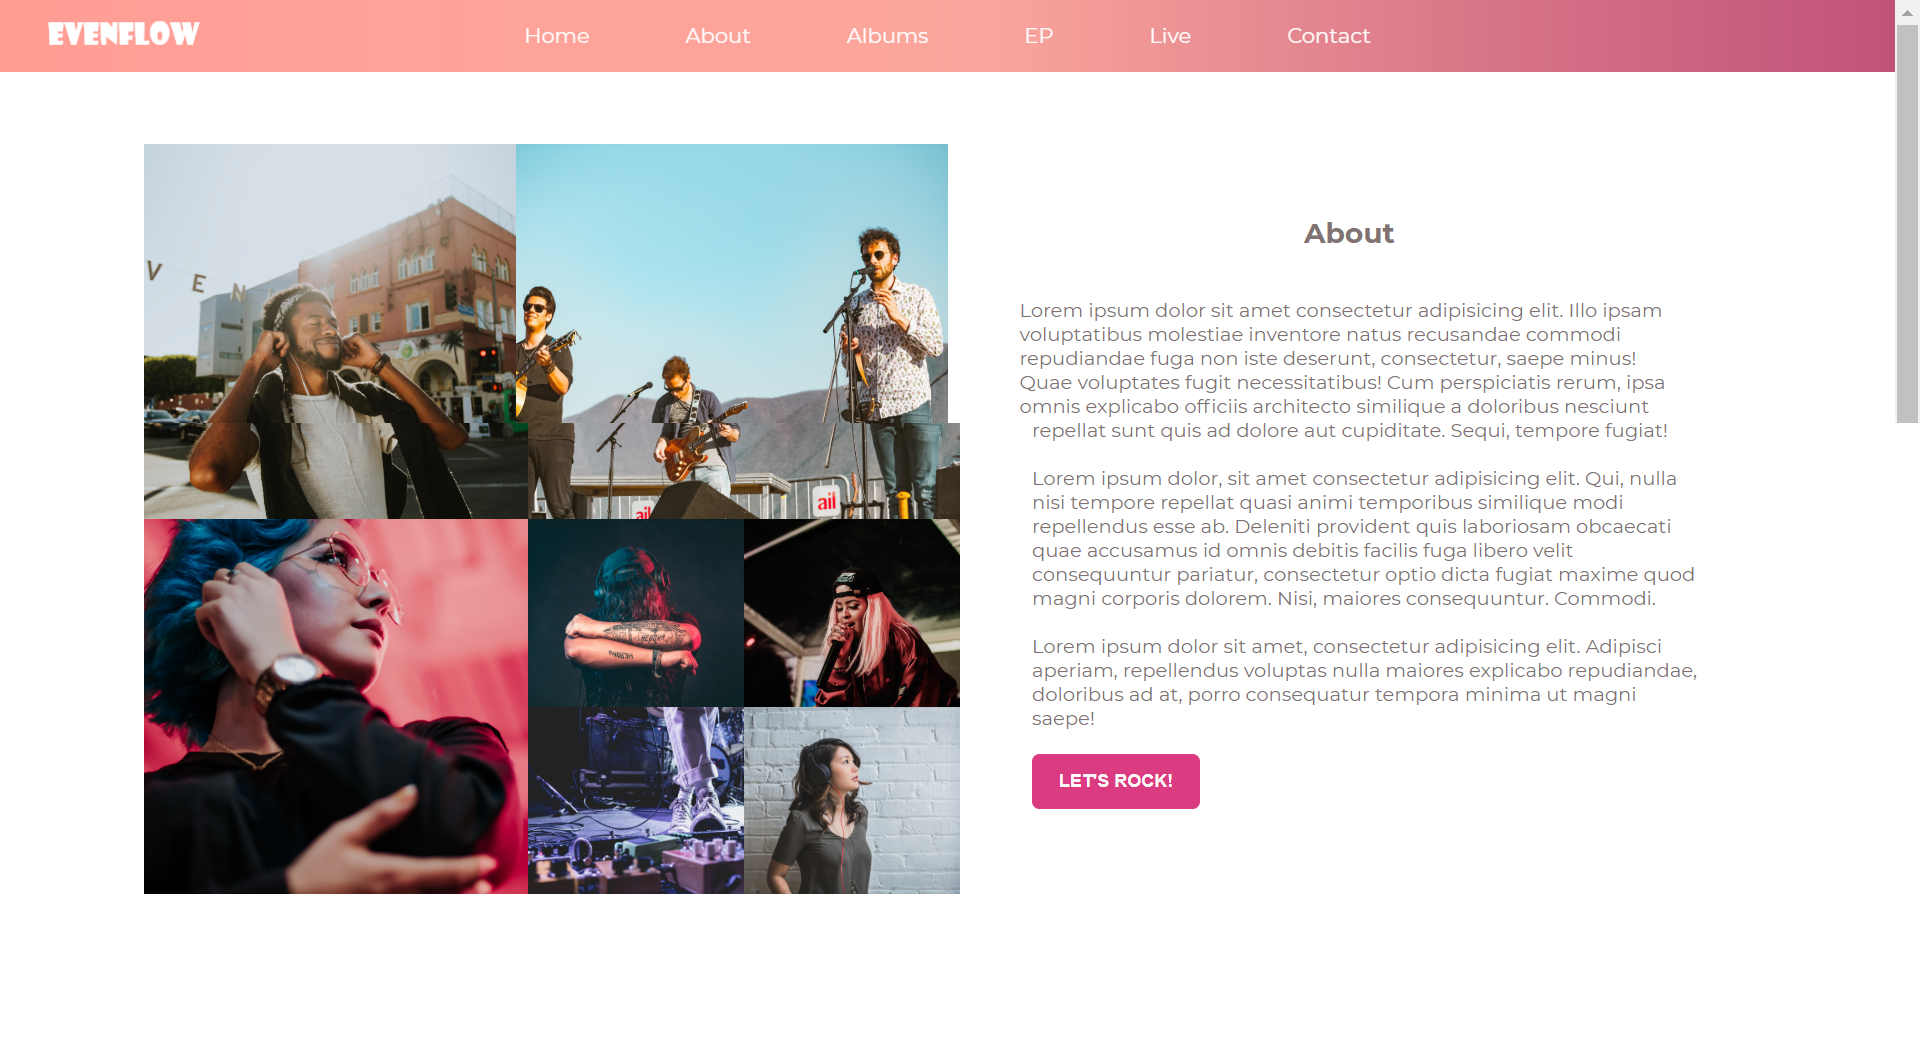 EVENFLOW
Home About Albums EP Live Contact
VEN
ail
ail
About
Lorem ipsum dolor sit amet consectetur adipisicing elit. Illo ipsam
voluptatibus molestiae inventore natus recusandae commodi
repudiandae fuga non iste deserunt, consectetur, saepe minus!
Quae voluptates fugit necessitatibus! Cum perspiciatis rerum, ipsa
omnis explicabo officiis architecto similique a doloribus nesciunt
repellat sunt quis ad dolore aut cupiditate. Sequi, tempore fugiat!
Lorem ipsum dolor, sit amet consectetur adipisicing elit. Qui, nulla
nisi tempore repellat quasi animi temporibus similique modi
repellendus esse ab. Deleniti provident quis laboriosam obcaecati
quae accusamus id omnis debitis facilis fuga libero velit
consequuntur pariatur, consectetur optio dicta fugiat maxime quod
magni corporis dolorem. Nisi, maiores consequuntur. Commodi.
Lorem ipsum dolor sit amet, consectetur adipisicing elit. Adipisci
aperiam, repellendus voluptas nulla maiores explicabo repudiandae,
doloribus ad at, porro consequatur tempora minima ut magni
saepe!
LET'S ROCK!